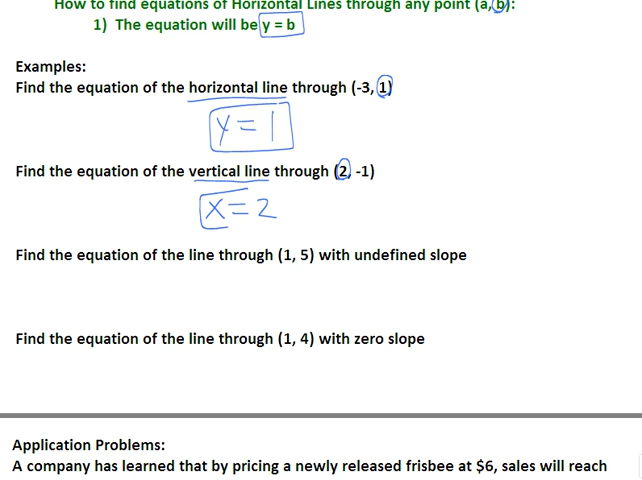 How to find equations of Horizontal Lines through any point (a,b):
1) The equation will be y = b
Examples:
Find the equation of the horizontal line through (-3, 1)
y = 1
Find the equation of the vertical line through (2, -1)
x = 2
Find the equation of the line through (1, 5) with undefined slope
Find the equation of the line through (1, 4) with zero slope
Application Problems:
A company has learned that by pricing a newly released frisbee at $6, sales will reach